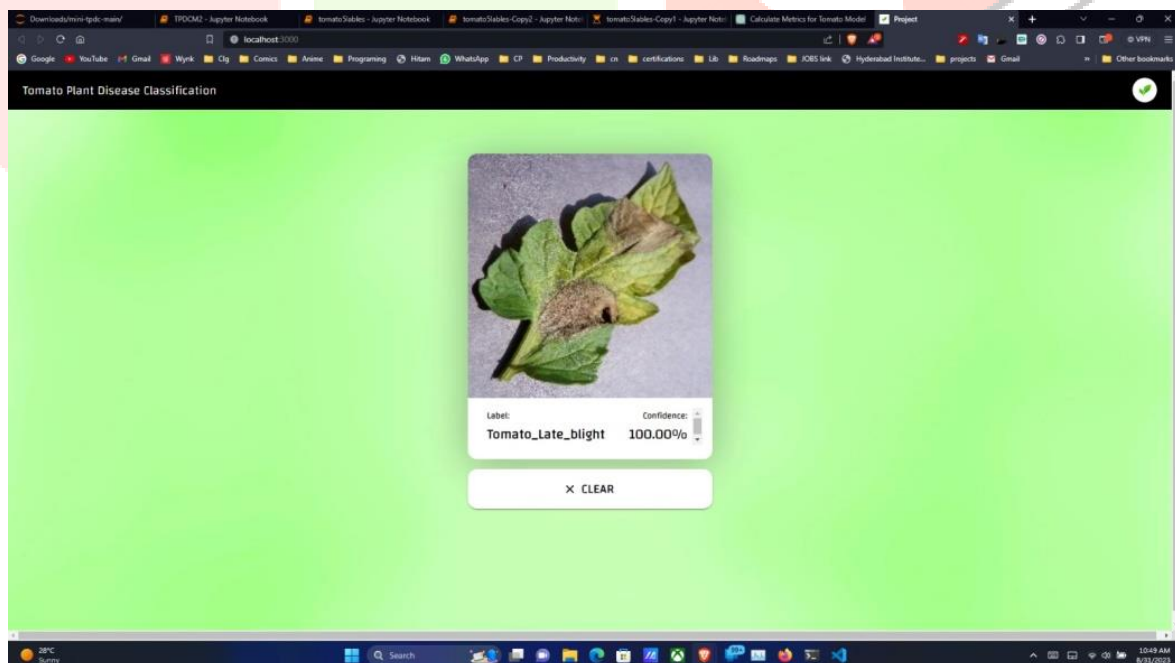 Downloads/mini-tpdc-main/
TPDCM2 - Jupyter Notebook
tomato5lables - Jupyter Notebook
tomato5lables-Copy2 - Jupyter Note
tomato5lables-Copy1 - Jupyter Note
Calculate Metrics for Tomato Model
Project
localhost:3000
VPN
Google
YouTube
Gmail
Wynk
Clg
Comics
Anime
Programing
Hitam
WhatsApp
CP
Productivity
cn
certifications
Lib
Roadmaps
JOBS link
Hyderabad Institute...
projects
Gmail
Other bookmarks
Tomato Plant Disease Classification
Label:
Confidence:
Tomato_Late_blight
100.00%
CLEAR
28°C
Sunny
Search
10:49 AM